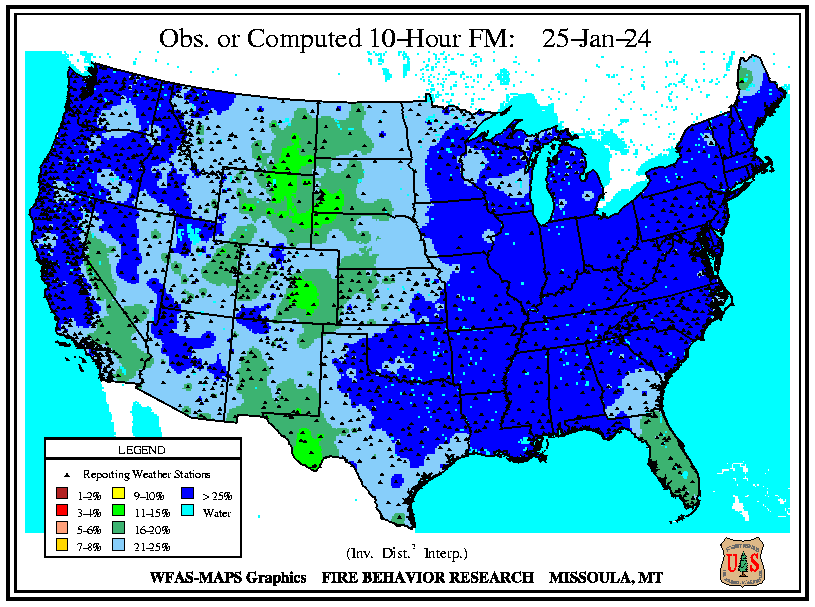 Obs. or Computed 10-Hour FM: 25-Jan-24
LEGEND
Reporting Weather Stations
1-2% 9-10% > 25%
3-4% 11-15% Water
5-6% 16-20%
7-8% 21-25%
(Inv. Dist.² Interp.)
WFAS-MAPS Graphics FIRE BEHAVIOR RESEARCH MISSOULA, MT
U S